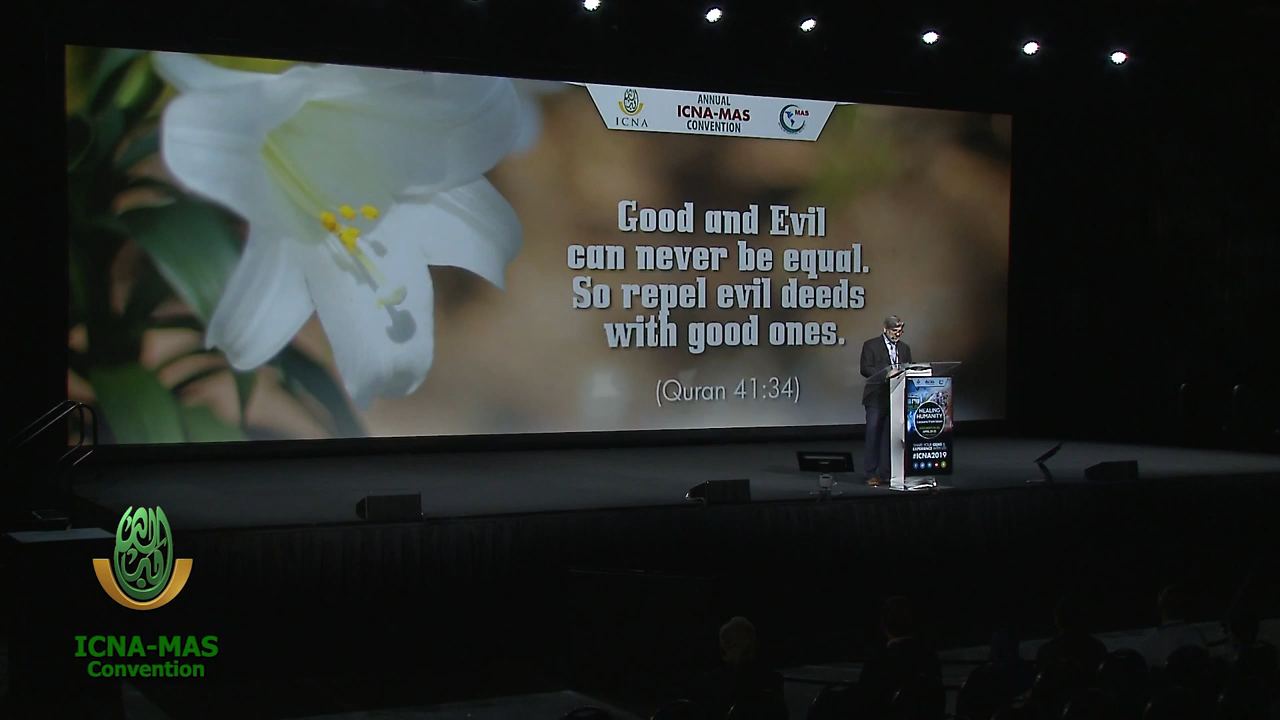 ICNA
ANNUAL
ICNA-MAS
CONVENTION
MAS
Good and Evil
can never be equal.
So repel evil deeds
with good ones.
(Quran 41:34)
HEALING
HUMANITY
#ICNA2019
ICNA-MAS
Convention